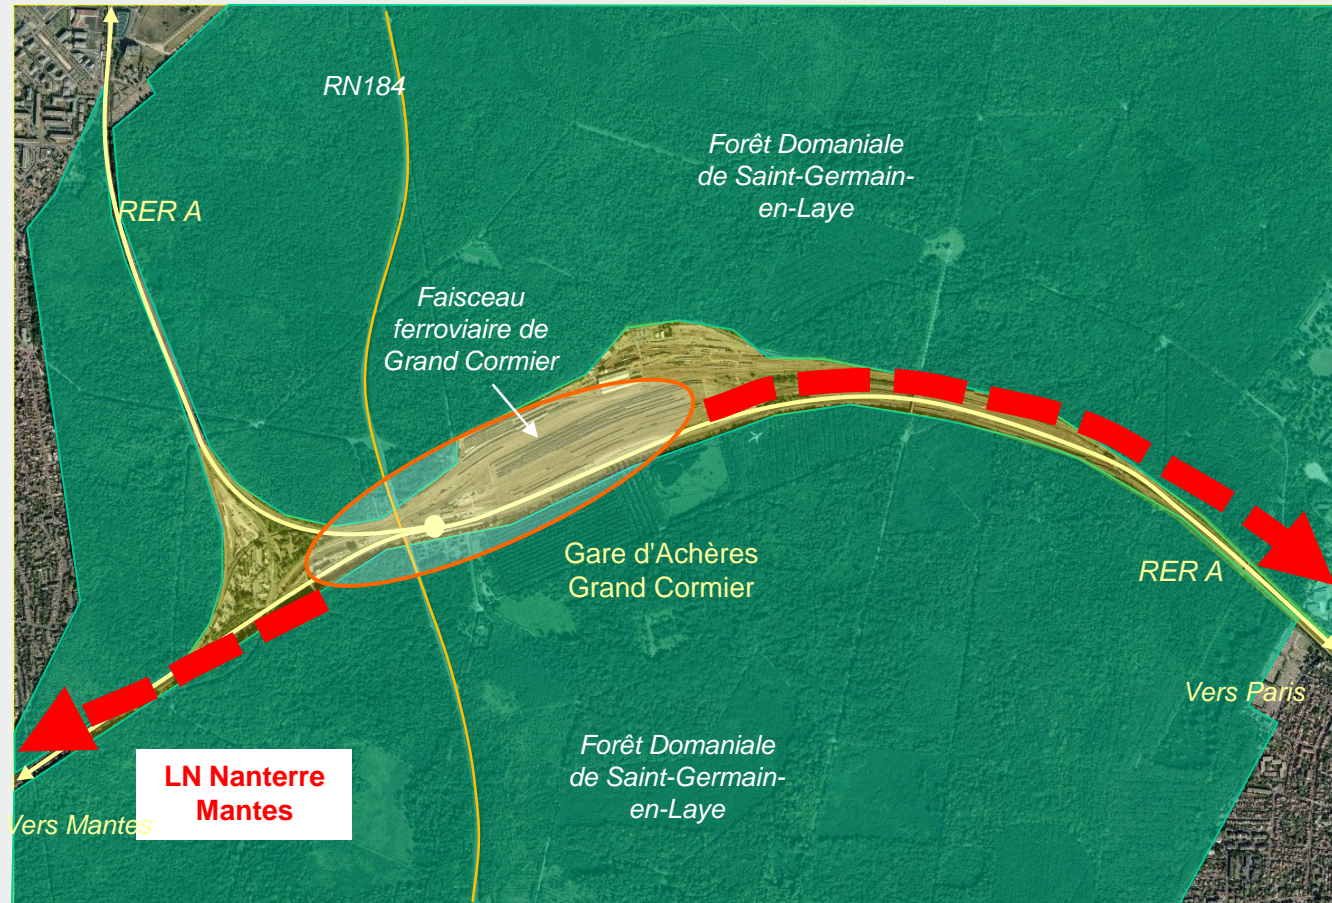 RN184
Forêt Domaniale
de Saint-Germain-
en-Laye
RER A
Faisceau
ferroviaire de
Grand Cormier
Gare d'Achères
Grand Cormier
RER A
Vers Paris
Forêt Domaniale
de Saint-Germain-
en-Laye
LN Nanterre
Mantes
Vers Mantes